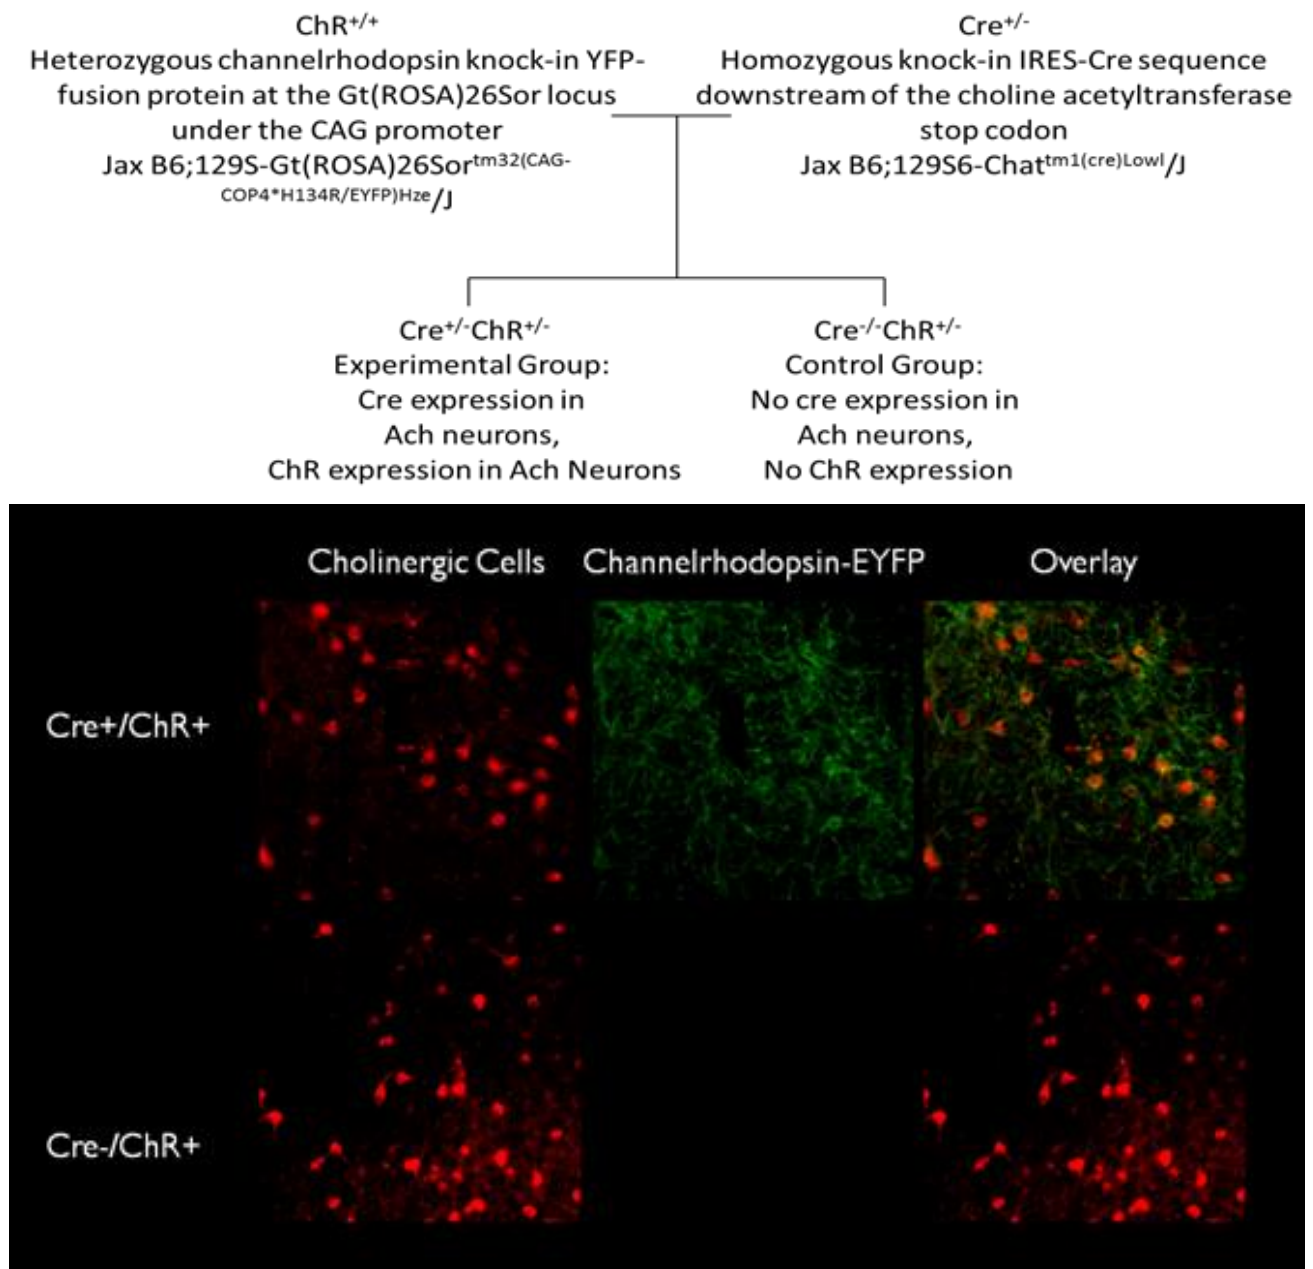 ChR+/+
Heterozygous channelrhodopsin knock-in YFP-
fusion protein at the Gt(ROSA)26Sor locus
under the CAG promoter
Jax B6;129S-Gt(ROSA)26Sortm32(CAG-
COP4*H134R/EYFP)Hze/J
Cre+/-
Homozygous knock-in IRES-Cre sequence
downstream of the choline acetyltransferase
stop codon
Jax B6;129S6-Chattm1(cre)Lowl/J
Cre+/-ChR+/-
Experimental Group:
Cre expression in
Ach neurons,
ChR expression in Ach Neurons
Cre-/-ChR+/-
Control Group:
No cre expression in
Ach neurons,
No ChR expression
Cholinergic Cells
Channelrhodopsin-EYFP
Overlay
Cre+/ChR+
Cre-/ChR+